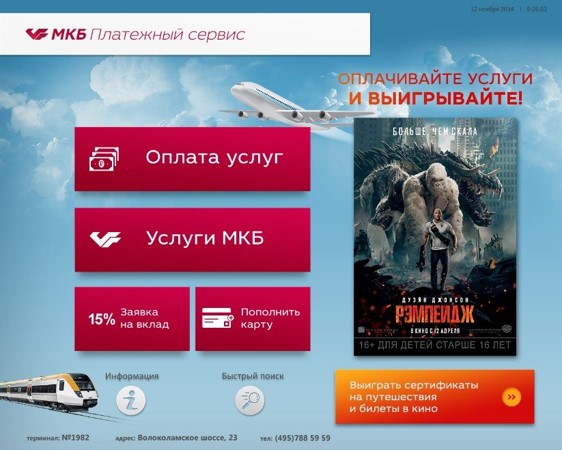 12 ноября 2014 | 9:26:02
МКБ Платежный сервис
ОПЛАЧИВАЙТЕ УСЛУГИ
И ВЫИГРЫВАЙТЕ!
БОЛЬШЕ, ЧЕМ СКАЛА
Оплата услуг
Услуги МКБ
15% Заявка
на вклад
Пополнить
карту
ДУЭЙН ДЖОНСОН
РЭМПЕЙДЖ
В КИНО С 12 АПРЕЛЯ
16+ ДЛЯ ДЕТЕЙ СТАРШЕ 16 ЛЕТ
Информация
Быстрый поиск
Выиграть сертификаты
на путешествия
и билеты в кино
терминал: №1982 адрес: Волоколамское шоссе, 23 тел: (495)788 59 59